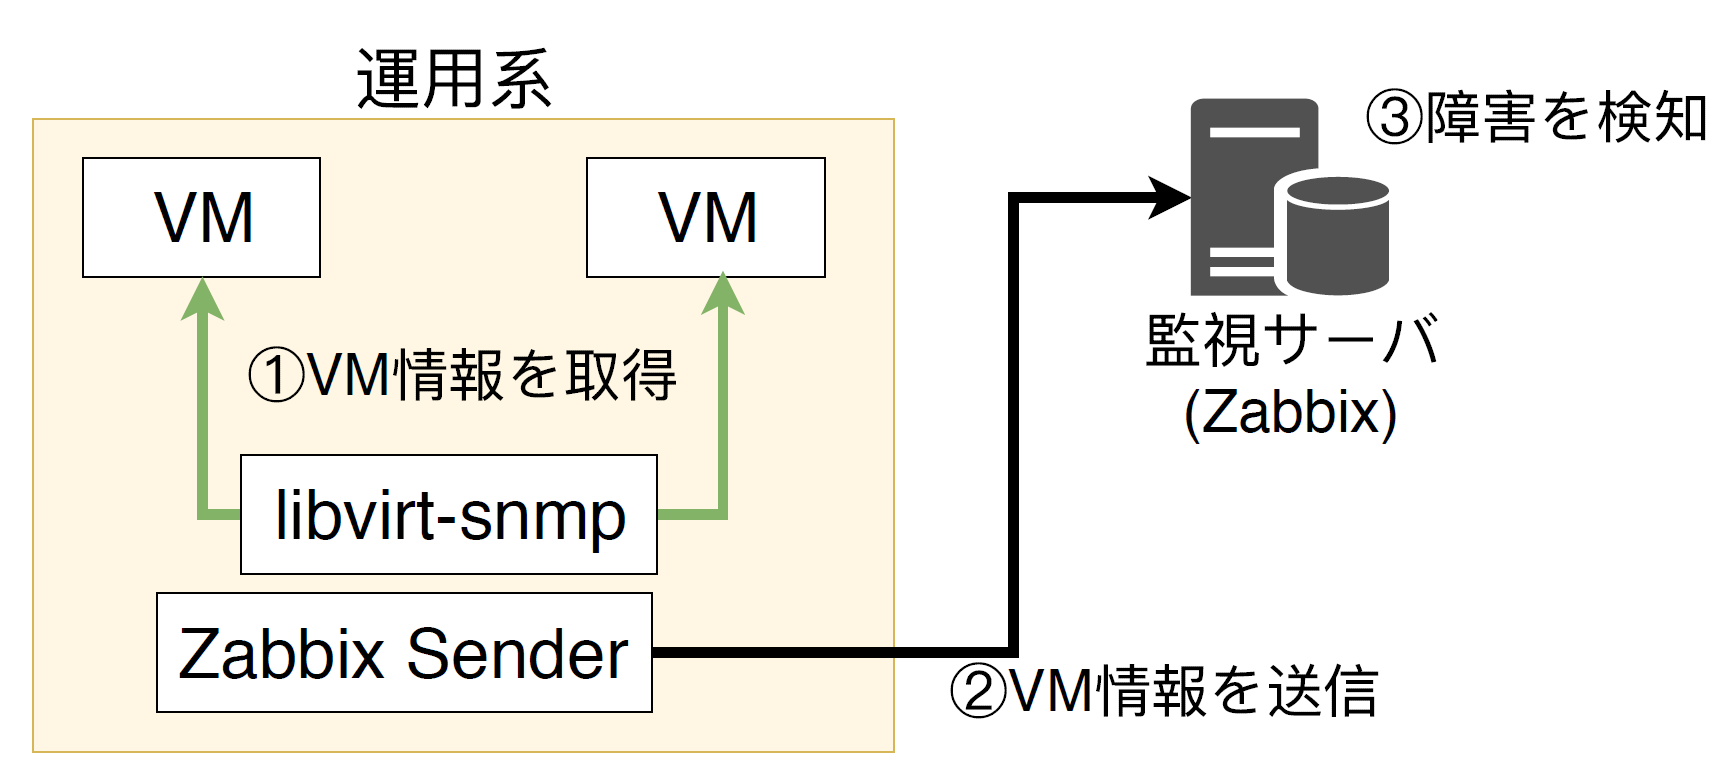 運用系
VM
VM
①VM情報を取得
libvirt-snmp
Zabbix Sender
②VM情報を送信
③障害を検知
監視サーバ
(Zabbix)